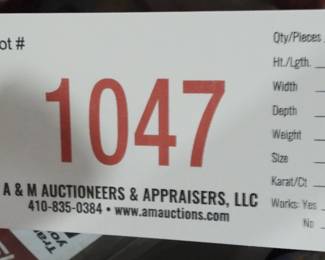 ot #
1047
A & M AUCTIONEERS & APPRAISERS, LLC
410-835-0384 • www.amauctions.com
Qty/Pieces
Ht./Lgth.
Width
Depth
Weight
Size
Karat/Ct
Works: Yes
No